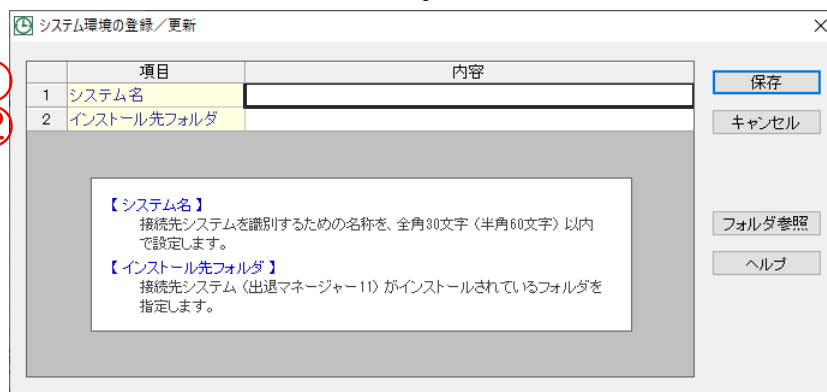 システム環境の登録／更新
項目 内容
1 システム名
2 インストール先フォルダ
保存
キャンセル
フォルダ参照
ヘルプ
【システム名】
接続先システムを識別するための名称を、全角30文字（半角60文字）以内
で設定します。
【インストール先フォルダ】
接続先システム（出退マネージャー11）がインストールされているフォルダを
指定します。